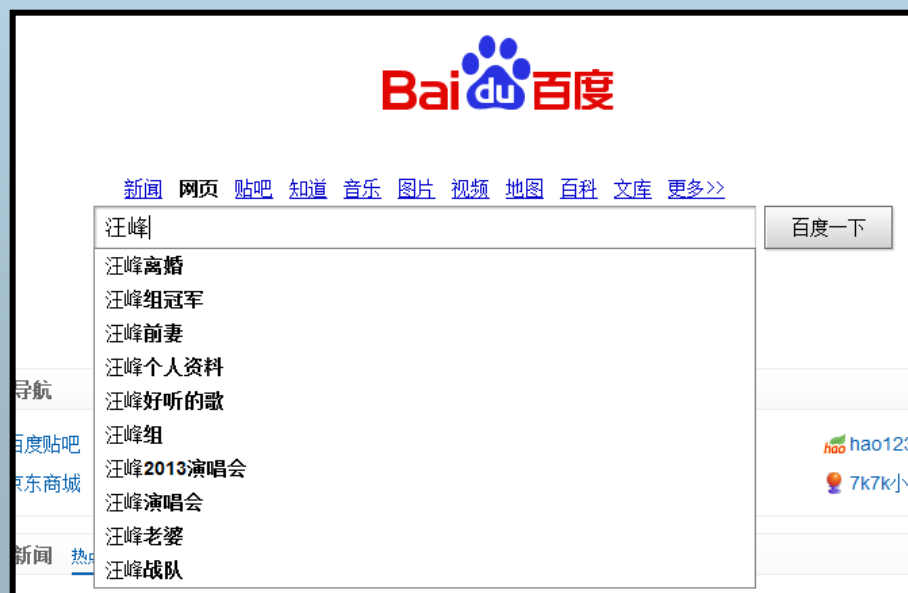 Bai du 百度
新闻 网页 贴吧 知道 音乐 图片 视频 地图 百科 文库 更多>>
汪峰 百度一下
汪峰离婚
汪峰组冠军
汪峰前妻
汪峰个人资料
导航
汪峰好听的歌
汪峰组
百度贴吧 hao hao123
汪峰2013演唱会
京东商城 7k7k小
汪峰演唱会
汪峰老婆
新闻 热点
汪峰战队